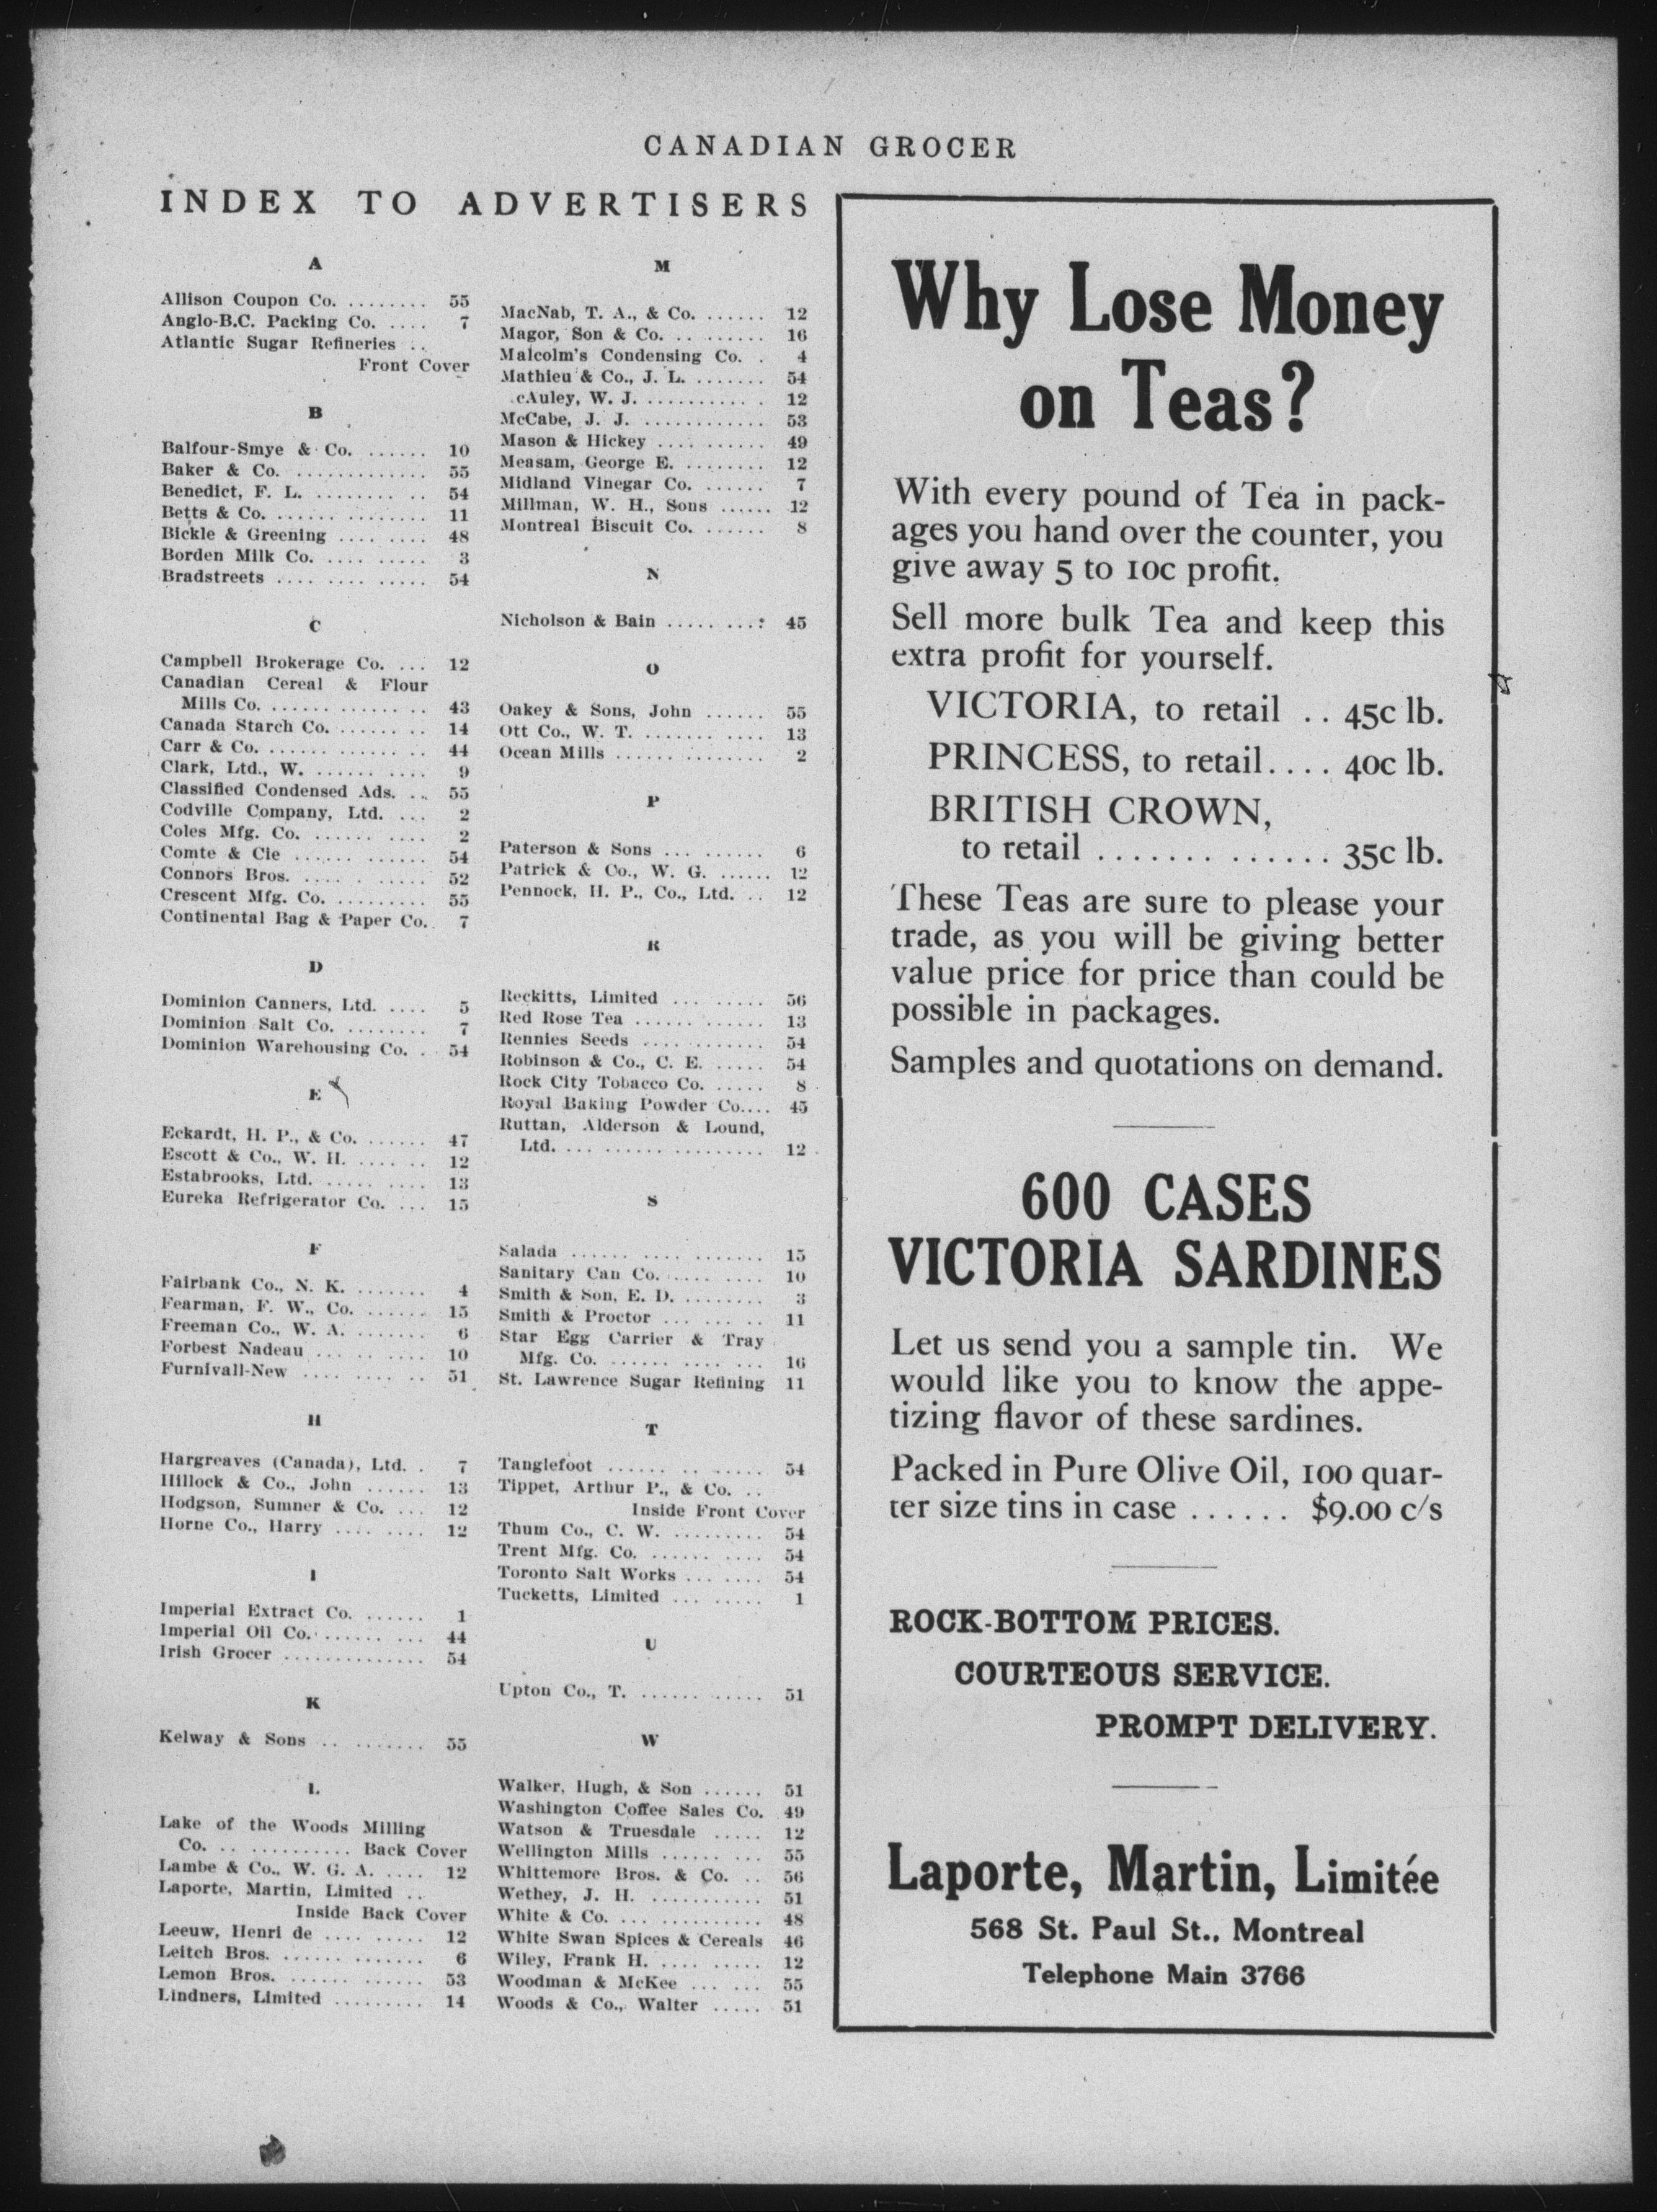 CANADIAN GROCER
INDEX TO ADVERTISERS
A
Allison Coupon Co. ........ 55
Anglo-B.C. Packing Co. .... 7
Atlantic Sugar Refineries ..
Front Cover
B
Balfour-Smye & Co. ...... 10
Baker & Co. ............. 55
Benedict, F. L. .......... 54
Betts & Co. ............... 11
Bickle & Greening ........ 48
Borden Milk Co. ......... 3
Bradstreets ............. 54
C
Campbell Brokerage Co. ... 12
Canadian Cereal & Flour
Mills Co. .............. 43
Canada Starch Co. ........ 14
Carr & Co. ............... 44
Clark, Ltd., W. .......... 9
Classified Condensed Ads. ... 55
Codville Company, Ltd. ... 2
Coles Mfg. Co. .......... 2
Comte & Cie ............ 54
Connors Bros. .......... 52
Crescent Mfg. Co. ......... 55
Continental Bag & Paper Co.. 7
D
Dominion Canners, Ltd. .... 5
Dominion Salt Co. ........ 7
Dominion Warehousing Co. . 54
E
Eckardt, H. P., & Co. ...... 47
Escott & Co., W. H. ...... 12
Estabrooks, Ltd. ......... 13
Eureka Refrigerator Co. ... 15
F
Fairbank Co., N. K. ....... 4
Fearman, F. W., Co. ...... 15
Freeman Co., W. A. ....... 6
Forbest Nadeau .......... 10
Furnivall-New .......... 51
H
Hargreaves (Canada), Ltd. . 7
Hillock & Co., John ...... 13
Hodgson, Sumner & Co. ... 12
Horne Co., Harry ........ 12
I
Imperial Extract Co. ...... 1
Imperial Oil Co. ......... 44
Irish Grocer .............. 54
K
Kelway & Sons ......... 55
L
Lake of the Woods Milling
Co. ............ Back Cover
Lambe & Co., W. G. A. .... 12
Laporte, Martin, Limited ..
Inside Back Cover
Leeuw, Henri de ......... 12
Leitch Bros. ............. 6
Lemon Bros. ............ 53
Lindners, Limited ......... 14
M
MacNab, T. A., & Co. ...... 12
Magor, Son & Co. ......... 16
Malcolm's Condensing Co. . 4
Mathieu & Co., J. L. ....... 54
cAuley, W. J. ........... 12
McCabe, J. J. ............ 53
Mason & Hickey .......... 49
Measam, George E. ........ 12
Midland Vinegar Co. ...... 7
Millman, W. H., Sons ...... 12
Montreal Biscuit Co. ...... 8
N
Nicholson & Bain ......... 45
O
Oakey & Sons, John ...... 55
Ott Co., W. T. ........... 13
Ocean Mills .............. 2
P
Paterson & Sons ......... 6
Patrick & Co., W. G. ...... 12
Pennock, H. P., Co., Ltd. .. 12
R
Reckitts, Limited ......... 56
Red Rose Tea ............ 13
Rennies Seeds ........... 54
Robinson & Co., C. E. ..... 54
Rock City Tobacco Co. ..... 8
Royal Baking Powder Co.... 45
Ruttan, Alderson & Lound,
Ltd. ................... 12
S
Salada ................. 15
Sanitary Can Co. ......... 10
Smith & Son, E. D. ........ 3
Smith & Proctor ........ 11
Star Egg Carrier & Tray
Mfg. Co. ............. 16
St. Lawrence Sugar Refining 11
T
Tanglefoot ............. 54
Tippet, Arthur P., & Co. ..
Inside Front Cover
Thum Co., C. W. ......... 54
Trent Mfg. Co. .......... 54
Toronto Salt Works ....... 54
Tucketts, Limited ........ 1
U
Upton Co., T. ........... 51
W
Walker, Hugh, & Son ...... 51
Washington Coffee Sales Co. 49
Watson & Truesdale ..... 12
Wellington Mills ......... 55
Whittemore Bros. & Co. .. 56
Wethey, J. H. ........... 51
White & Co. ............. 48
White Swan Spices & Cereals 46
Wiley, Frank H. ......... 12
Woodman & McKee ...... 55
Woods & Co., Walter ..... 51
Why Lose Money
on Teas?
With every pound of Tea in pack-
ages you hand over the counter, you
give away 5 to 10c profit.
Sell more bulk Tea and keep this
extra profit for yourself.
VICTORIA, to retail .. 45c lb.
PRINCESS, to retail.... 40c lb.
BRITISH CROWN,
to retail ............. 35c lb.
These Teas are sure to please your
trade, as you will be giving better
value price for price than could be
possible in packages.
Samples and quotations on demand.
600 CASES
VICTORIA SARDINES
Let us send you a sample tin. We
would like you to know the appe-
tizing flavor of these sardines.
Packed in Pure Olive Oil, 100 quar-
ter size tins in case ...... $9.00 c/s
ROCK-BOTTOM PRICES.
COURTEOUS SERVICE.
PROMPT DELIVERY.
Laporte, Martin, Limitée
568 St. Paul St., Montreal
Telephone Main 3766